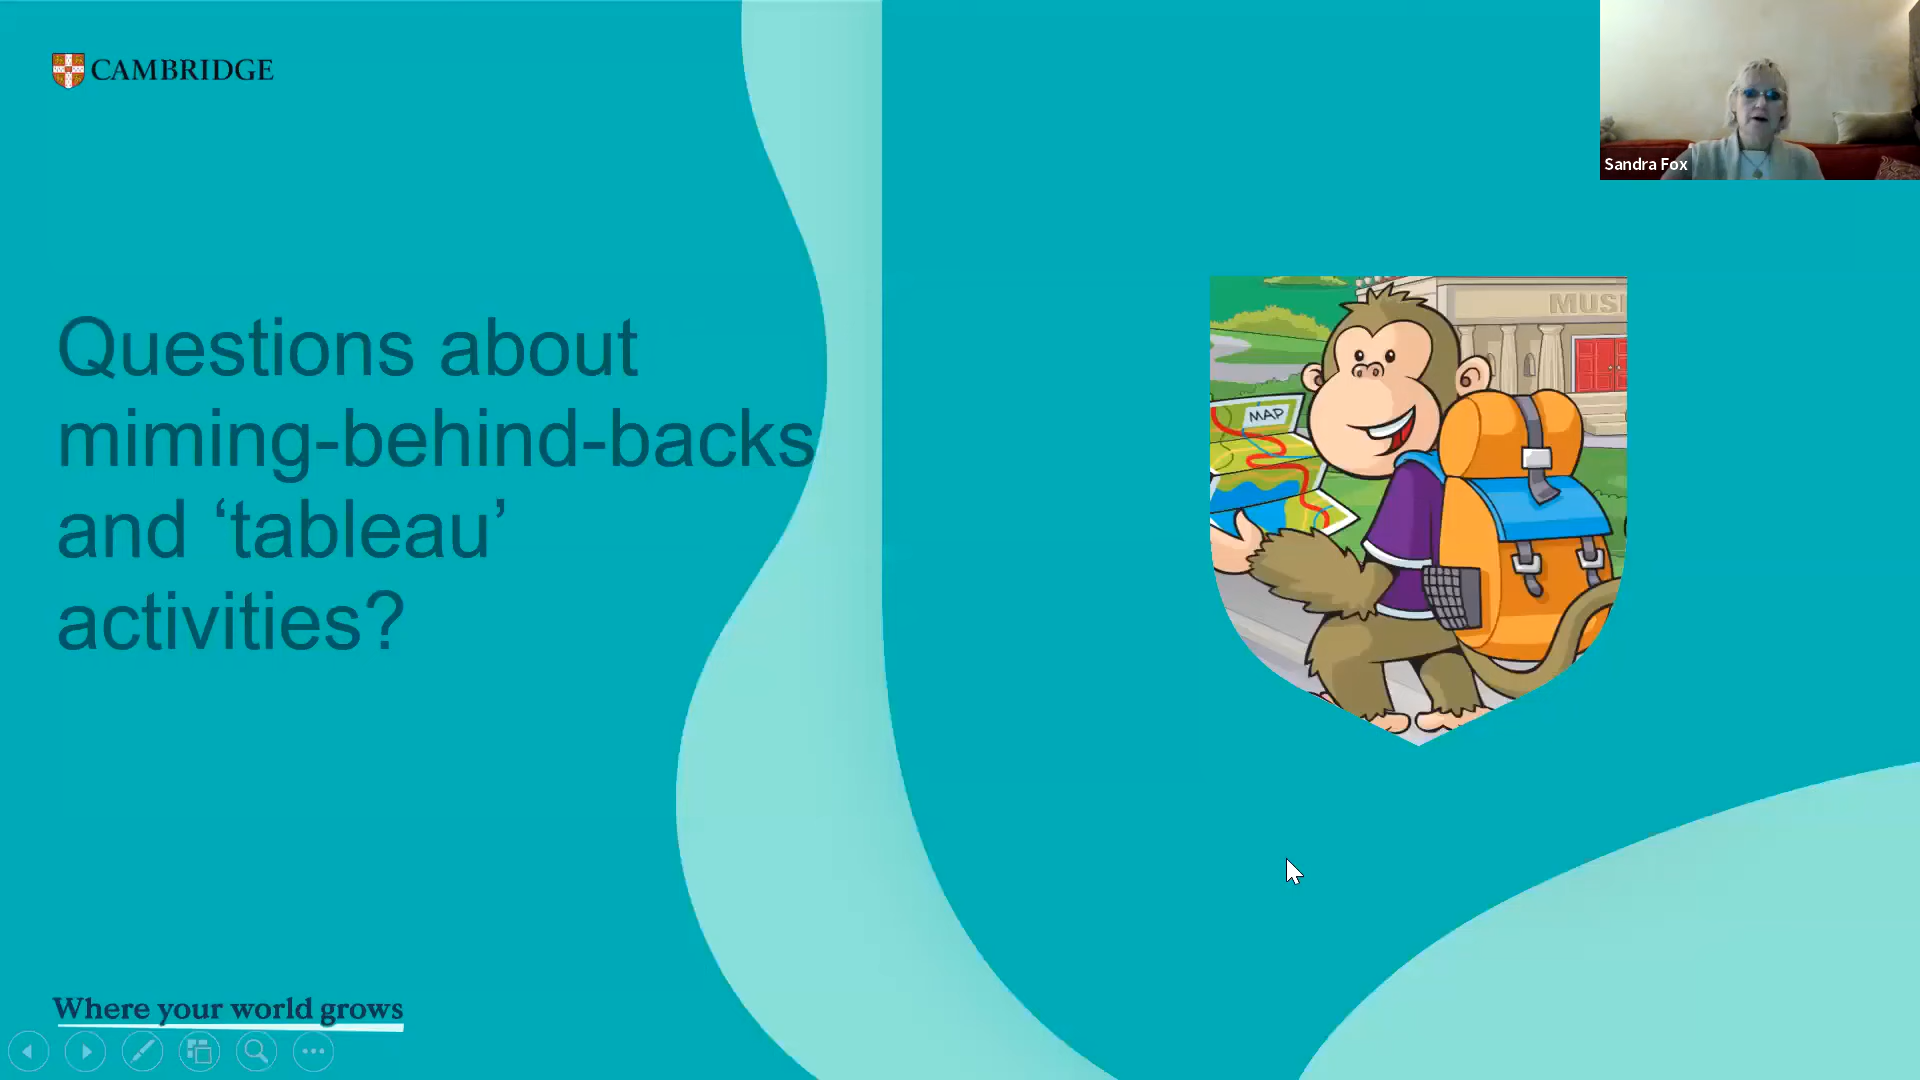 CAMBRIDGE
Sandra Fox
Questions about
miming-behind-backs
and ‘tableau’
activities?
MUS
MAP
Where your world grows